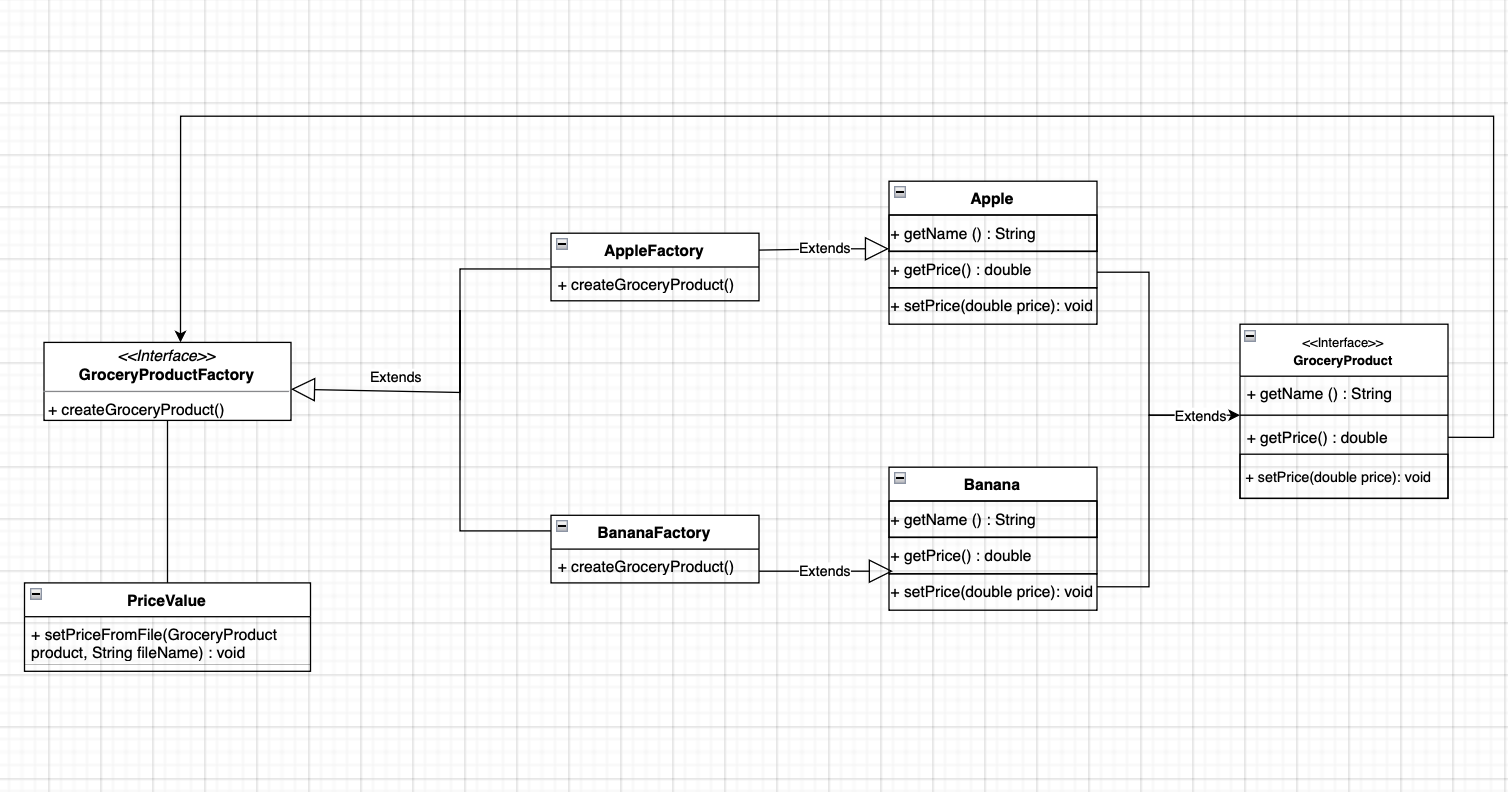 Apple
+ getName () : String
+ getPrice() : double
+ setPrice(double price): void
AppleFactory
+ createGroceryProduct()
Extends
<<Interface>>
GroceryProductFactory
+ createGroceryProduct()
Extends
<<Interface>>
GroceryProduct
+ getName () : String
+ getPrice() : double
+ setPrice(double price): void
Extends
Banana
+ getName () : String
+ getPrice() : double
+ setPrice(double price): void
BananaFactory
+ createGroceryProduct()
Extends
PriceValue
+ setPriceFromFile(GroceryProduct
product, String fileName) : void